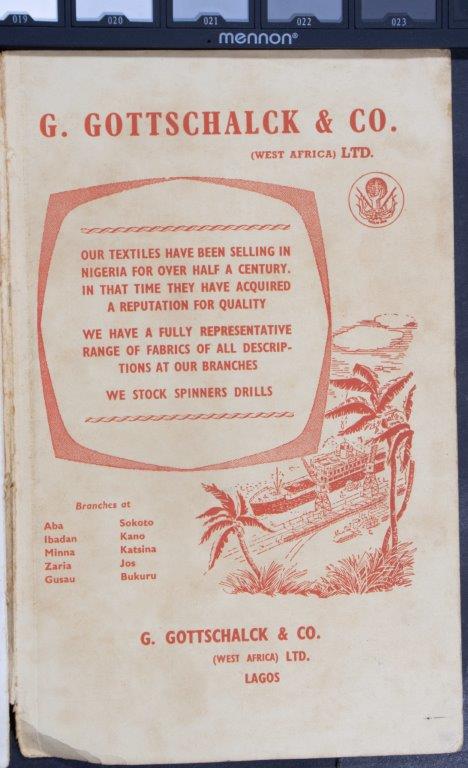 019 020 021 022 023
mennon®
G. GOTTSCHALCK & CO.
(WEST AFRICA) LTD.
OUR TEXTILES HAVE BEEN SELLING IN
NIGERIA FOR OVER HALF A CENTURY.
IN THAT TIME THEY HAVE ACQUIRED
A REPUTATION FOR QUALITY
WE HAVE A FULLY REPRESENTATIVE
RANGE OF FABRICS OF ALL DESCRIP-
TIONS AT OUR BRANCHES
WE STOCK SPINNERS DRILLS
Branches at
Aba Sokoto
Ibadan Kano
Minna Katsina
Zaria Jos
Gusau Bukuru
G. GOTTSCHALCK & CO.
(WEST AFRICA) LTD.
LAGOS